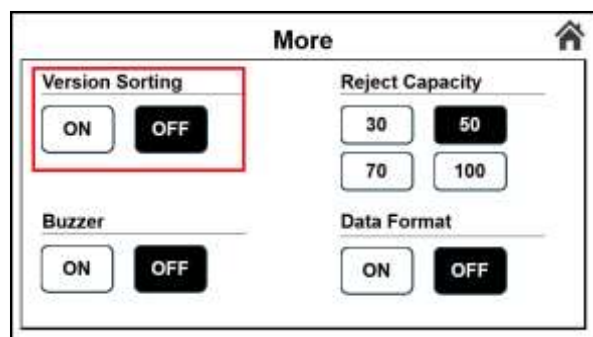 More
Version Sorting
ON OFF
Reject Capacity
30 50
70 100
Buzzer
ON OFF
Data Format
ON OFF